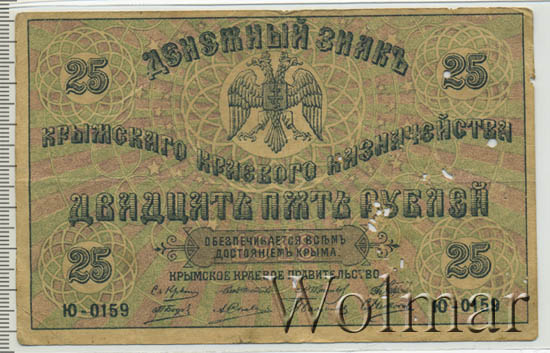 ДЕНЕЖНЫЙ ЗНАКЪ
25 25
КРЫМСКАГО КРАЕВОГО КАЗНАЧЕЙСТВА
ДВАДЦАТЬ ПЯТЬ РУБЛЕЙ
ОБЕЗПЕЧИВАЕТСЯ ВСѢМЪ
ДОСТОЯНІЕМЪ КРЫМА.
25 25
КРЫМСКОЕ КРАЕВОЕ ПРАВИТЕЛЬСТВО
Ю-0159 Ю-0159
Wolmar